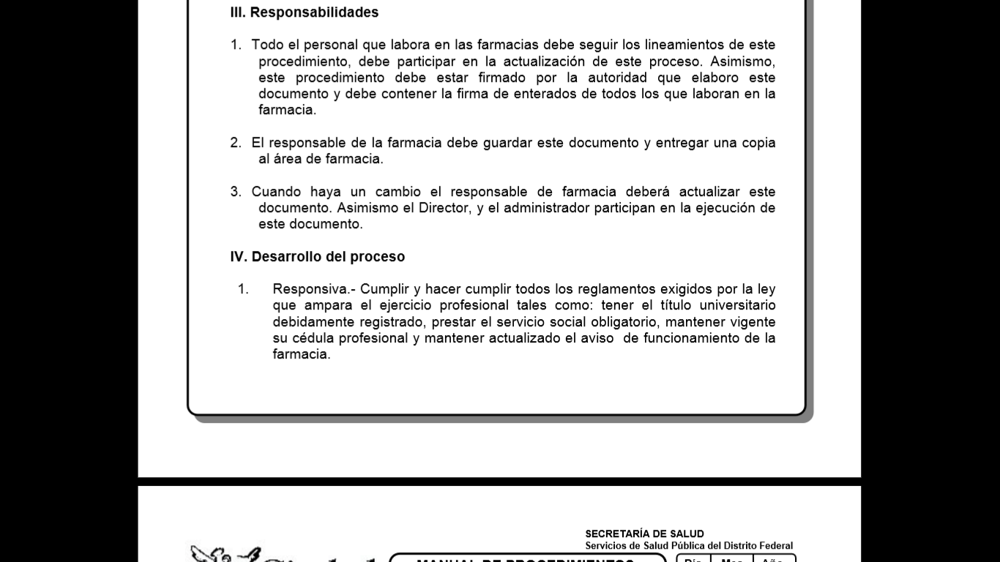 III. Responsabilidades
1. Todo el personal que labora en las farmacias debe seguir los lineamientos de este
procedimiento, debe participar en la actualización de este proceso. Asimismo,
este procedimiento debe estar firmado por la autoridad que elaboro este
documento y debe contener la firma de enterados de todos los que laboran en la
farmacia.
2. El responsable de la farmacia debe guardar este documento y entregar una copia
al área de farmacia.
3. Cuando haya un cambio el responsable de farmacia deberá actualizar este
documento. Asimismo el Director, y el administrador participan en la ejecución de
este documento.
IV. Desarrollo del proceso
1. Responsiva.- Cumplir y hacer cumplir todos los reglamentos exigidos por la ley
que ampara el ejercicio profesional tales como: tener el título universitario
debidamente registrado, prestar el servicio social obligatorio, mantener vigente
su cédula profesional y mantener actualizado el aviso de funcionamiento de la
farmacia.
SECRETARÍA DE SALUD
Servicios de Salud Pública del Distrito Federal
MANUAL DE PROCEDIMIENTOS
Día Mes Año